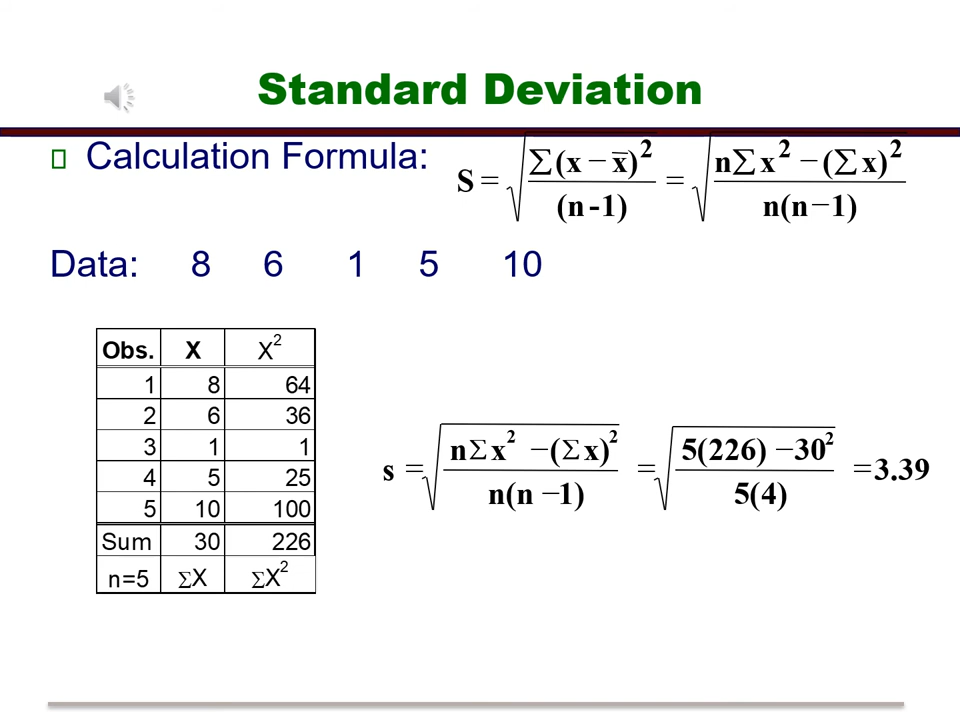 Standard Deviation
Calculation Formula: S = √(∑(x − x̅)² / (n-1)) = √((n∑x² − (∑x)²) / (n(n−1)))
Data: 8 6 1 5 10
Obs. X X²
1 8 64
2 6 36
3 1 1
4 5 25
5 10 100
Sum 30 226
n=5 ∑X ∑X²
s = √((n∑x² −(∑x)²) / (n(n −1))) = √((5(226) −30²) / (5(4))) = 3.39